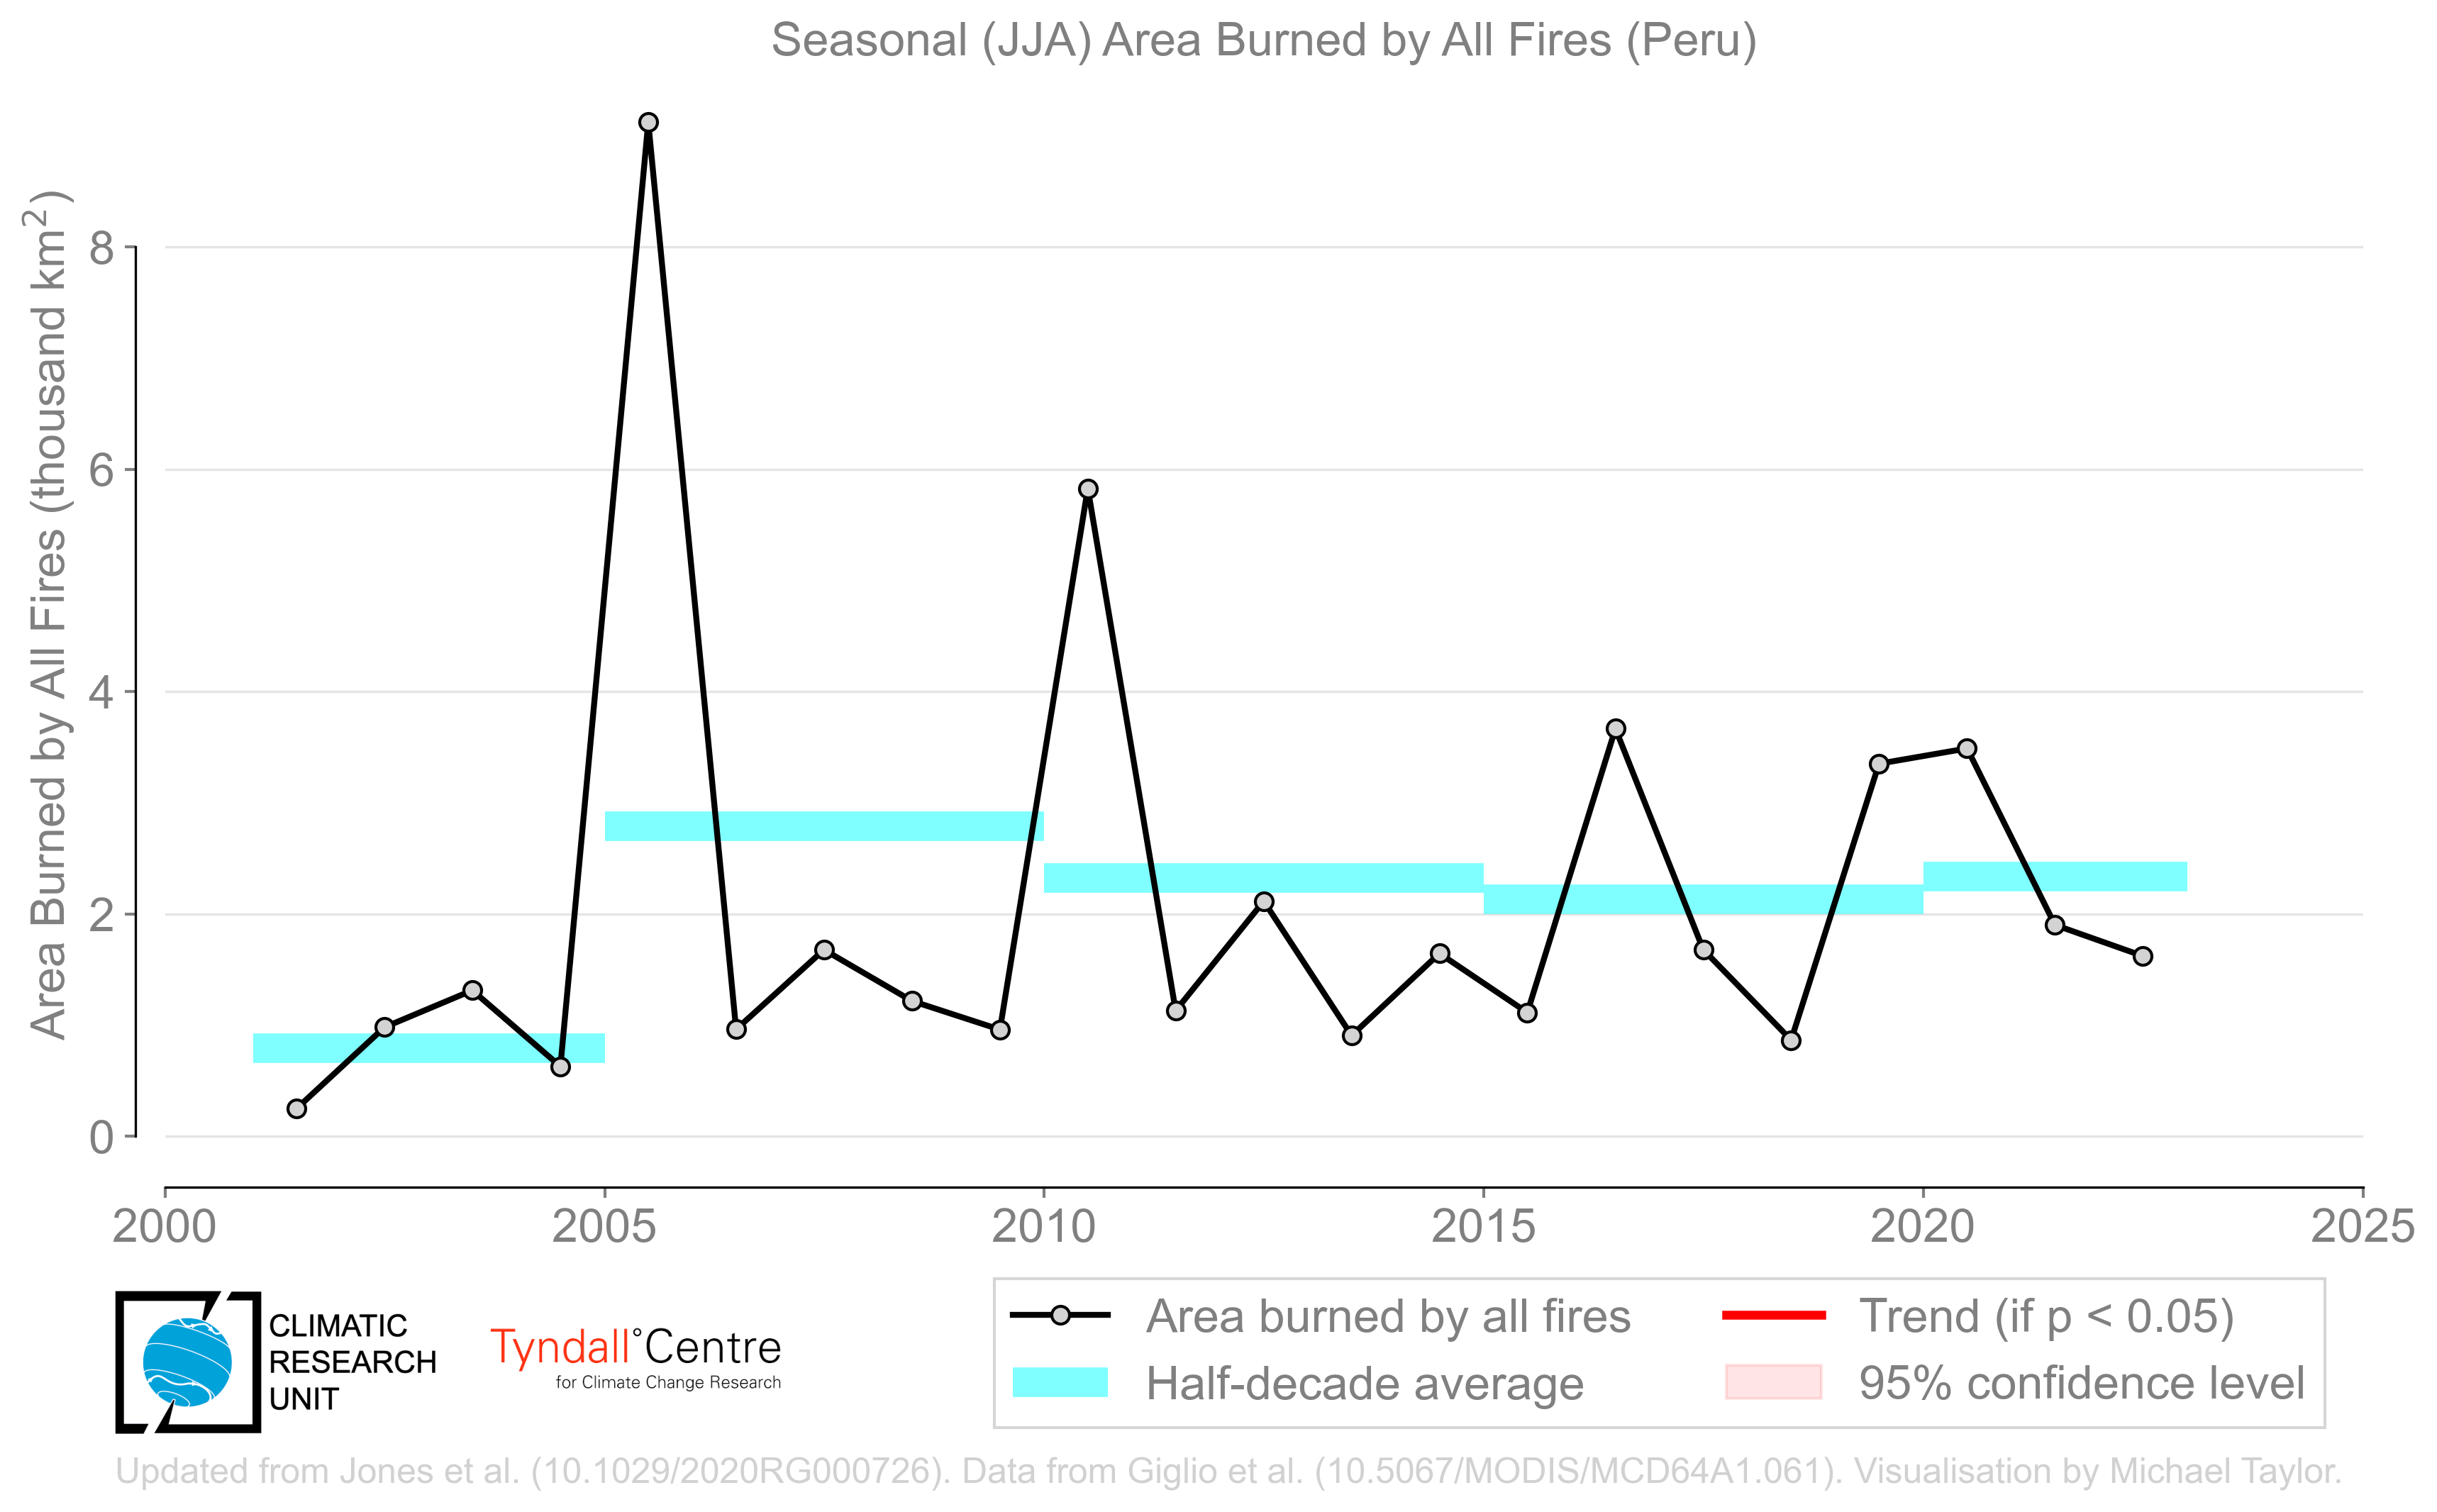 Seasonal (JJA) Area Burned by All Fires (Peru)
Area Burned by All Fires (thousand km²)
8
6
4
2
0
2000
2005
2010
2015
2020
2025
CLIMATIC
RESEARCH
UNIT
Tyndall°Centre
for Climate Change Research
Area burned by all fires
Half-decade average
Trend (if p < 0.05)
95% confidence level
Updated from Jones et al. (10.1029/2020RG000726). Data from Giglio et al. (10.5067/MODIS/MCD64A1.061). Visualisation by Michael Taylor.